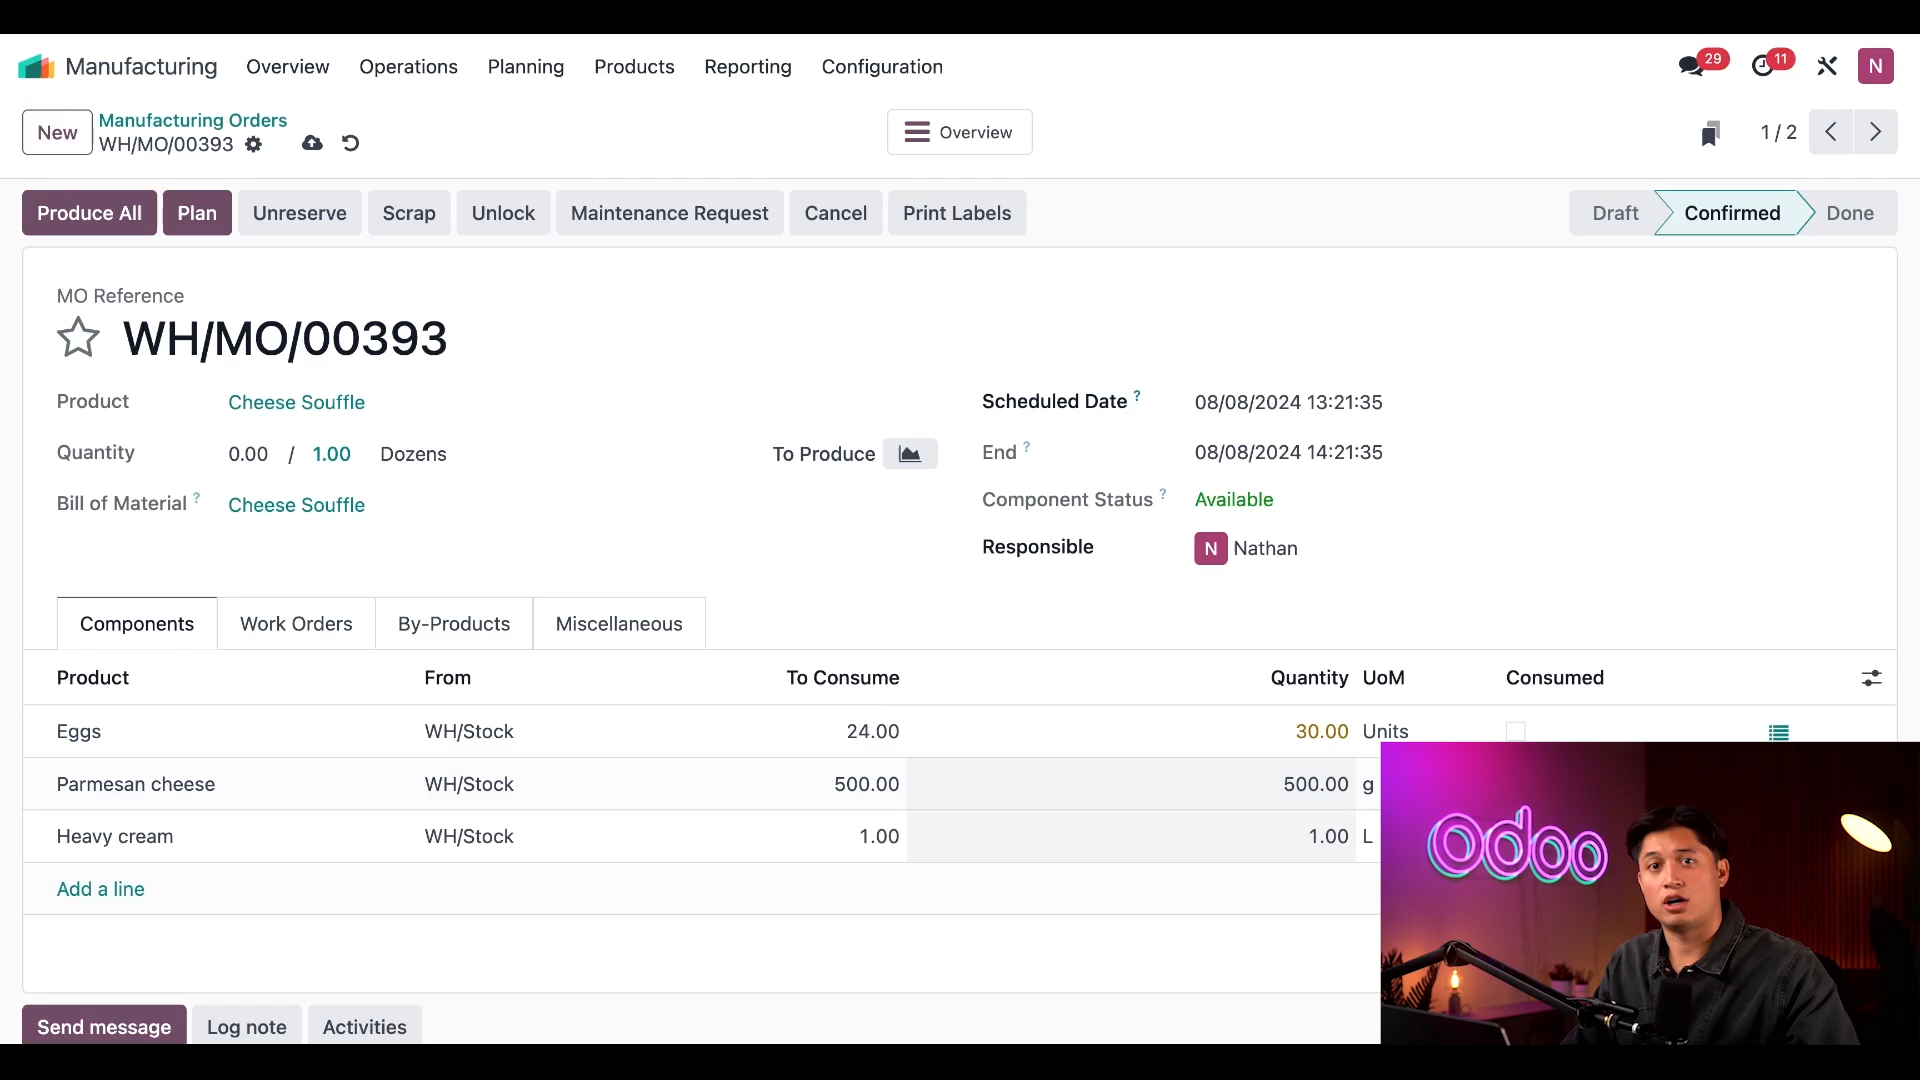 Manufacturing Overview Operations Planning Products Reporting Configuration 29 11 N
New Manufacturing Orders
WH/MO/00393
Overview
1 / 2
Produce All Plan Unreserve Scrap Unlock Maintenance Request Cancel Print Labels Draft Confirmed Done
MO Reference
WH/MO/00393
Product Cheese Souffle
Quantity 0.00 / 1.00 Dozens To Produce
Bill of Material ? Cheese Souffle
Scheduled Date ? 08/08/2024 13:21:35
End ? 08/08/2024 14:21:35
Component Status ? Available
Responsible N Nathan
Components Work Orders By-Products Miscellaneous
Product From To Consume Quantity UoM Consumed
Eggs WH/Stock 24.00 30.00 Units
Parmesan cheese WH/Stock 500.00 500.00 g
Heavy cream WH/Stock 1.00 1.00 L
Add a line
odoo
Send message Log note Activities